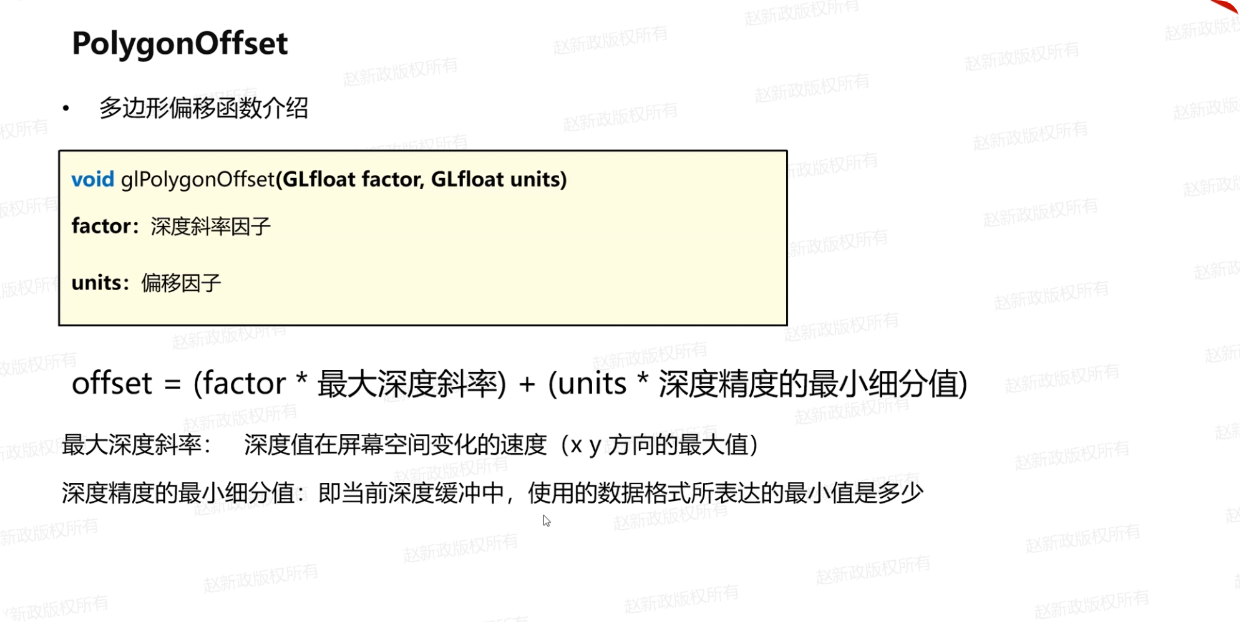 PolygonOffset
• 多边形偏移函数介绍
void glPolygonOffset(GLfloat factor, GLfloat units)
factor：深度斜率因子
units：偏移因子
offset = (factor * 最大深度斜率) + (units * 深度精度的最小细分值)
最大深度斜率： 深度值在屏幕空间变化的速度（x y 方向的最大值）
深度精度的最小细分值：即当前深度缓冲中，使用的数据格式所表达的最小值是多少
赵新政版权所有